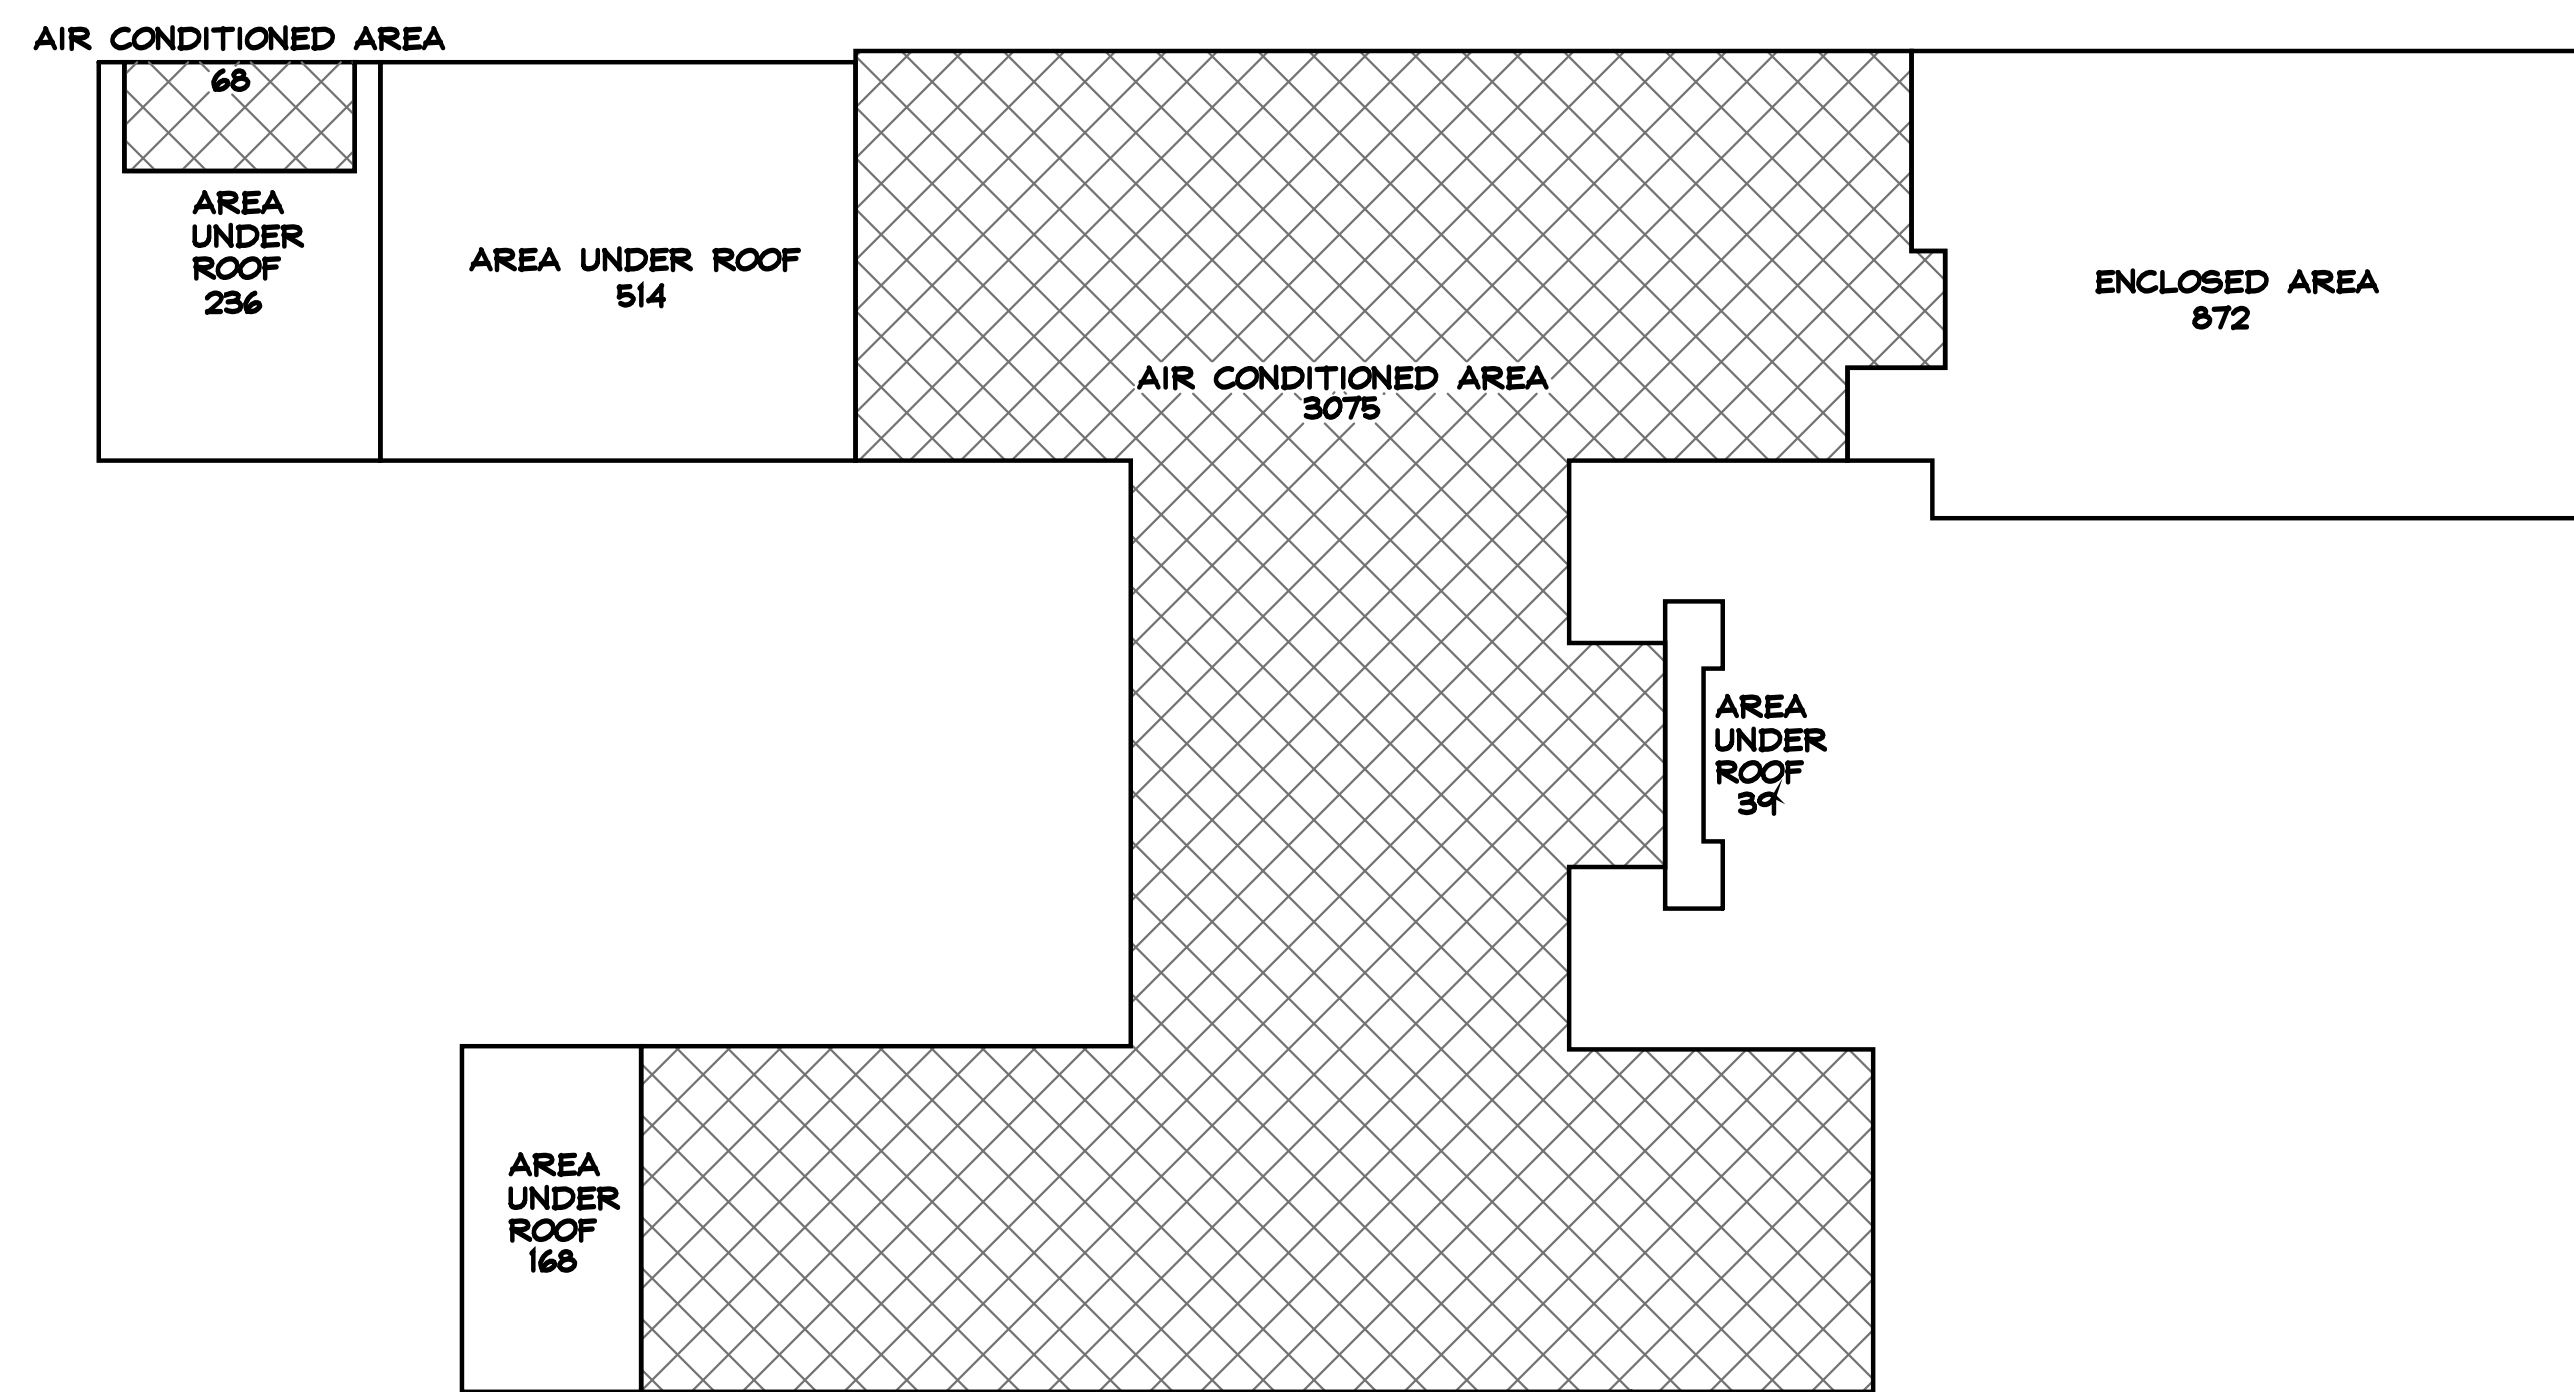 AIR CONDITIONED AREA
68
AREA
UNDER
ROOF
236
AREA UNDER ROOF
514
AIR CONDITIONED AREA
3075
ENCLOSED AREA
872
AREA
UNDER
ROOF
39
AREA
UNDER
ROOF
168